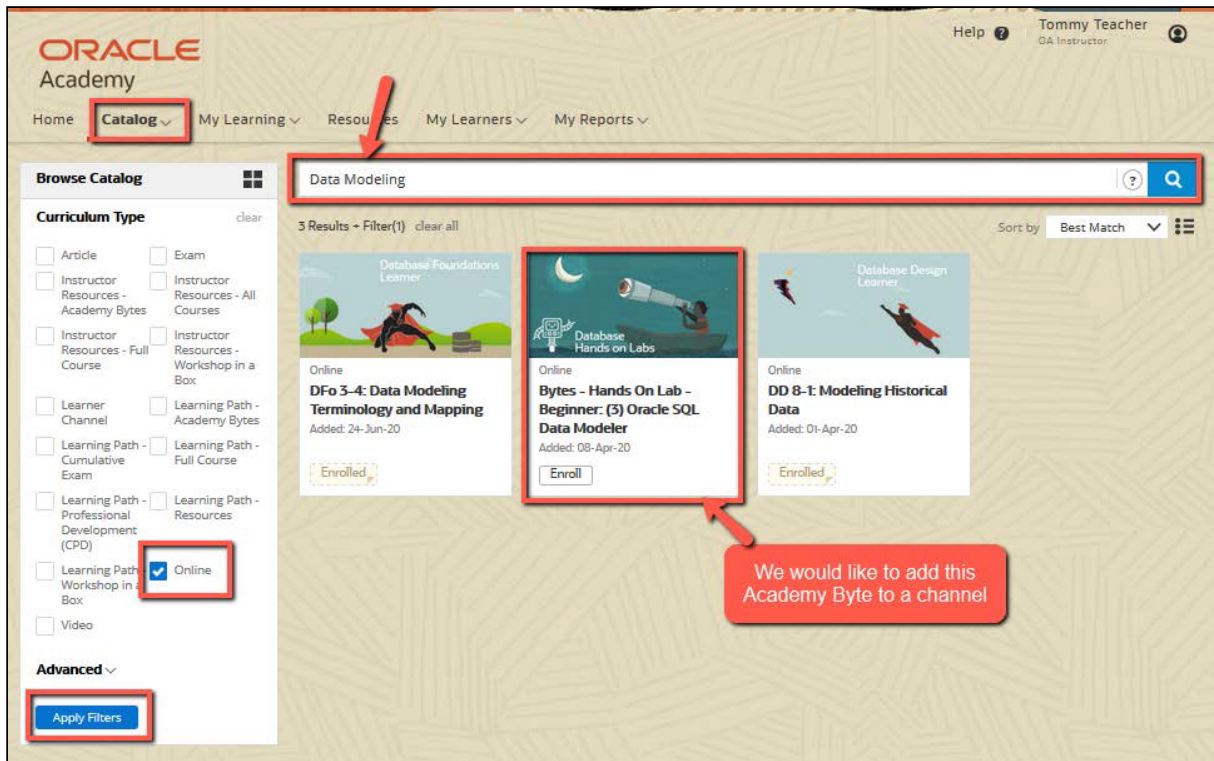 ORACLE
Academy
Help ?
Tommy Teacher
OA Instructor
Home Catalog My Learning Resou es My Learners My Reports
Browse Catalog
Data Modeling
?
Curriculum Type clear
Article
Exam
Instructor
Resources -
Academy Bytes
Instructor
Resources - All
Courses
Instructor
Resources - Full
Course
Instructor
Resources -
Workshop in a
Box
Learner
Channel
Learning Path -
Academy Bytes
Learning Path -
Cumulative
Exam
Learning Path -
Full Course
Learning Path -
Professional
Development
(CPD)
Learning Path -
Resources
Learning Path
Workshop in a
Box
Online
Video
Advanced
Apply Filters
3 Results + Filter(1) clear all
Sort by Best Match
Database Foundations
Learner
Online
DFo 3-4: Data Modeling
Terminology and Mapping
Added: 24-Jun-20
Enrolled
Database
Hands on Labs
Online
Bytes - Hands On Lab -
Beginner: (3) Oracle SQL
Data Modeler
Added: 08-Apr-20
Enroll
Database Design
Learner
Online
DD 8-1: Modeling Historical
Data
Added: 01-Apr-20
Enrolled
We would like to add this
Academy Byte to a channel